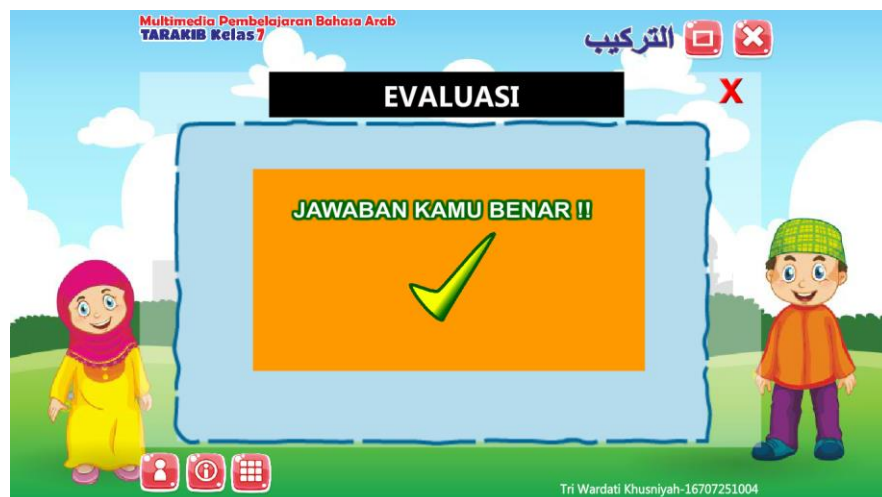 Multimedia Pembelajaran Bahasa Arab
TARAKIB Kelas 7
التركيب
EVALUASI
X
JAWABAN KAMU BENAR !!
Tri Wardati Khusniyah-16707251004